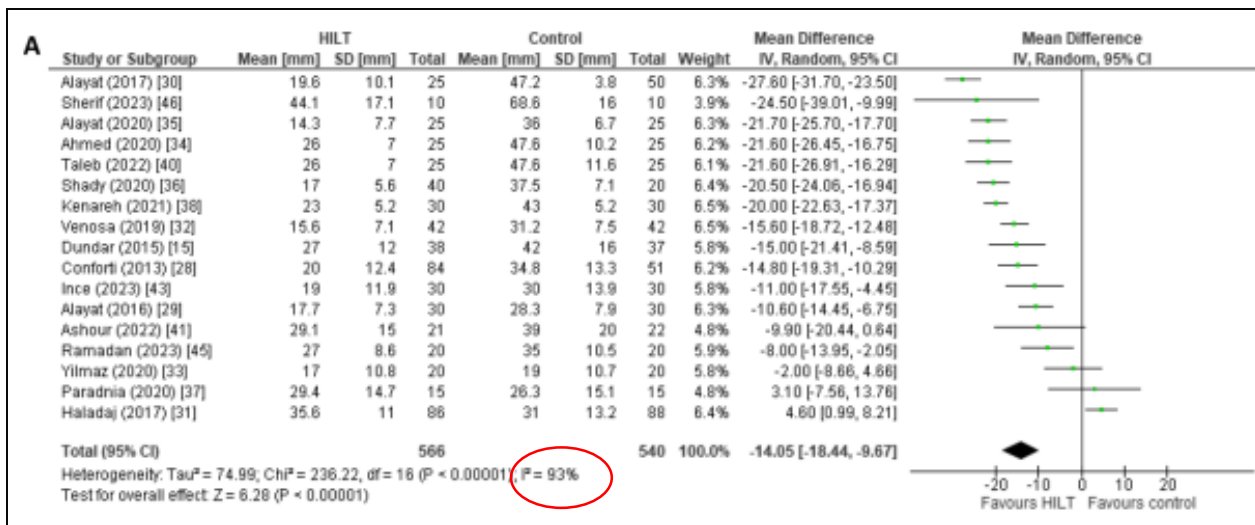 A
HILT Control Mean Difference Mean Difference
Study or Subgroup Mean [mm] SD [mm] Total Mean [mm] SD [mm] Total Weight IV, Random, 95% CI IV, Random, 95% CI
Alayat (2017) [30] 19.6 10.1 25 47.2 3.8 50 6.3% -27.60 [-31.70, -23.50]
Sherif (2023) [46] 44.1 17.1 10 68.6 16 10 3.9% -24.50 [-39.01, -9.99]
Alayat (2020) [35] 14.3 7.7 25 36 6.7 25 6.3% -21.70 [-25.70, -17.70]
Ahmed (2020) [34] 26 7 25 47.6 10.2 25 6.2% -21.60 [-26.45, -16.75]
Taleb (2022) [40] 26 7 25 47.6 11.6 25 6.1% -21.60 [-26.91, -16.29]
Shady (2020) [36] 17 5.6 40 37.5 7.1 20 6.4% -20.50 [-24.06, -16.94]
Kenareh (2021) [38] 23 5.2 30 43 5.2 30 6.5% -20.00 [-22.63, -17.37]
Venosa (2019) [32] 15.6 7.1 42 31.2 7.5 42 6.5% -15.60 [-18.72, -12.48]
Dundar (2015) [15] 27 12 38 42 16 37 5.8% -15.00 [-21.41, -8.59]
Conforti (2013) [28] 20 12.4 84 34.8 13.3 51 6.2% -14.80 [-19.31, -10.29]
Ince (2023) [43] 19 11.9 30 30 13.9 30 5.8% -11.00 [-17.55, -4.45]
Alayat (2016) [29] 17.7 7.3 30 28.3 7.9 30 6.3% -10.60 [-14.45, -6.75]
Ashour (2022) [41] 29.1 15 21 39 20 22 4.8% -9.90 [-20.44, 0.64]
Ramadan (2023) [45] 27 8.6 20 35 10.5 20 5.9% -8.00 [-13.95, -2.05]
Yilmaz (2020) [33] 17 10.8 20 19 10.7 20 5.8% -2.00 [-8.66, 4.66]
Paradnia (2020) [37] 29.4 14.7 15 26.3 15.1 15 4.8% 3.10 [-7.56, 13.76]
Haladaj (2017) [31] 35.6 11 86 31 13.2 88 6.4% 4.60 [0.99, 8.21]
Total (95% CI) 566 540 100.0% -14.05 [-18.44, -9.67]
Heterogeneity: Tau² = 74.99; Chi² = 236.22, df = 16 (P < 0.00001); I² = 93%
Test for overall effect: Z = 6.28 (P < 0.00001)
-20 -10 0 10 20
Favours HILT Favours control